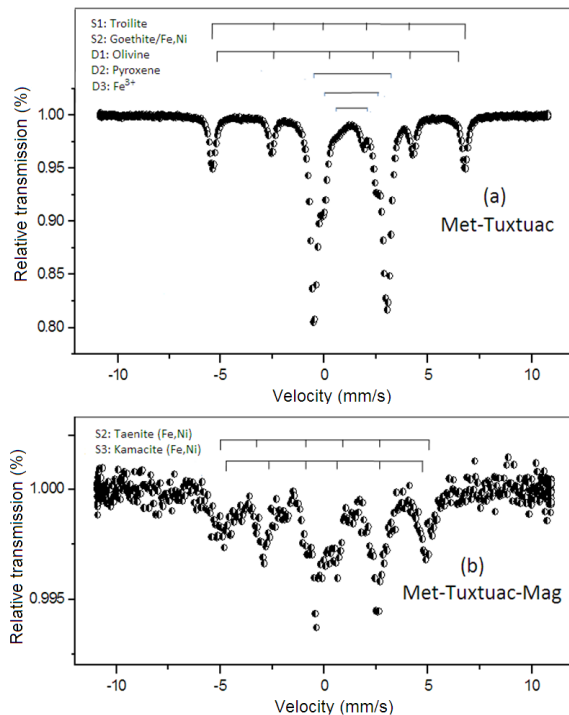 S1: Troilite
S2: Goethite/Fe,Ni
D1: Olivine
D2: Pyroxene
D3: Fe3+
1.00
0.95
0.90
0.85
0.80
Relative transmission (%)
(a)
Met-Tuxtuac
-10 -5 0 5 10
Velocity (mm/s)
S2: Taenite (Fe,Ni)
S3: Kamacite (Fe,Ni)
1.000
0.995
Relative transmission (%)
(b)
Met-Tuxtuac-Mag
-10 -5 0 5 10
Velocity (mm/s)